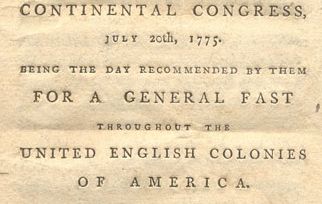 CONTINENTAL CONGRESS,
JULY 20th, 1775.
BEING THE DAY RECOMMENDED BY THEM
FOR A GENERAL FAST
THROUGHOUT THE
UNITED ENGLISH COLONIES
OF AMERICA.